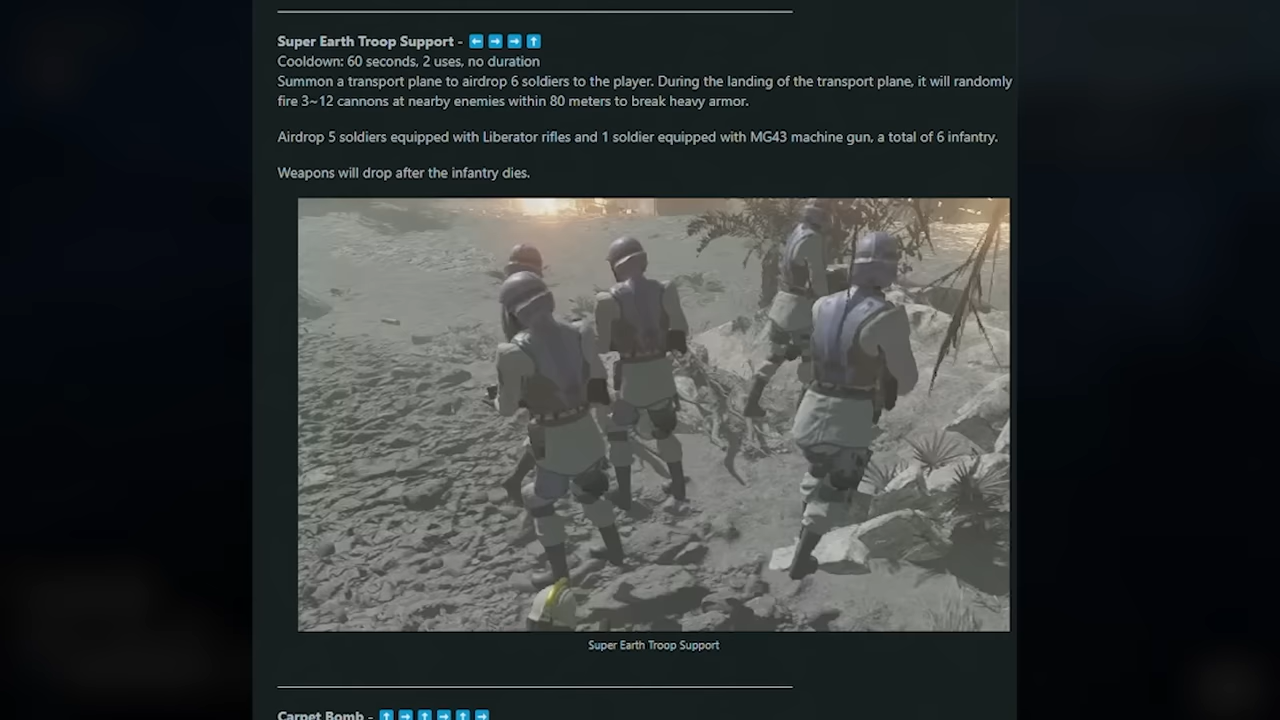 Super Earth Troop Support - ⬅️ ➡️ ➡️ ⬆️
Cooldown: 60 seconds, 2 uses, no duration
Summon a transport plane to airdrop 6 soldiers to the player. During the landing of the transport plane, it will randomly
fire 3~12 cannons at nearby enemies within 80 meters to break heavy armor.
Airdrop 5 soldiers equipped with Liberator rifles and 1 soldier equipped with MG43 machine gun, a total of 6 infantry.
Weapons will drop after the infantry dies.
Super Earth Troop Support
Carpet Bomb - ⬆️ ➡️ ⬆️ ➡️ ⬆️ ➡️